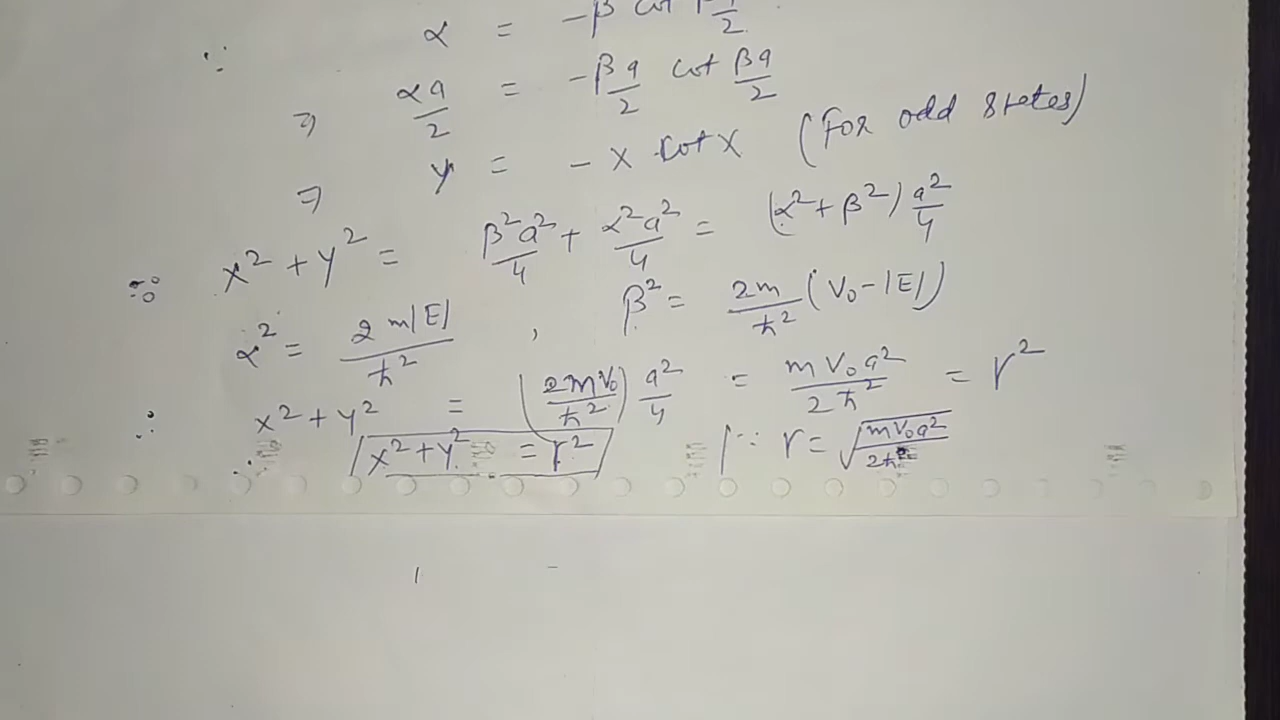 ∵ α = -β cot βa/2
⇒ αa/2 = -βa/2 cot βa/2
⇒ y = - x cot x (For odd states)
∵ x² + y² = β²a²/4 + α²a²/4 = (α² + β²) a²/4
α² = 2m|E|/ħ² , β² = 2m/ħ² (V₀ - |E|)
∴ x² + y² = (2mV₀/ħ²) a²/4 = mV₀a²/2ħ² = r²
∴ x² + y² = r² | ∵ r = √(mV₀a²/2ħ²)